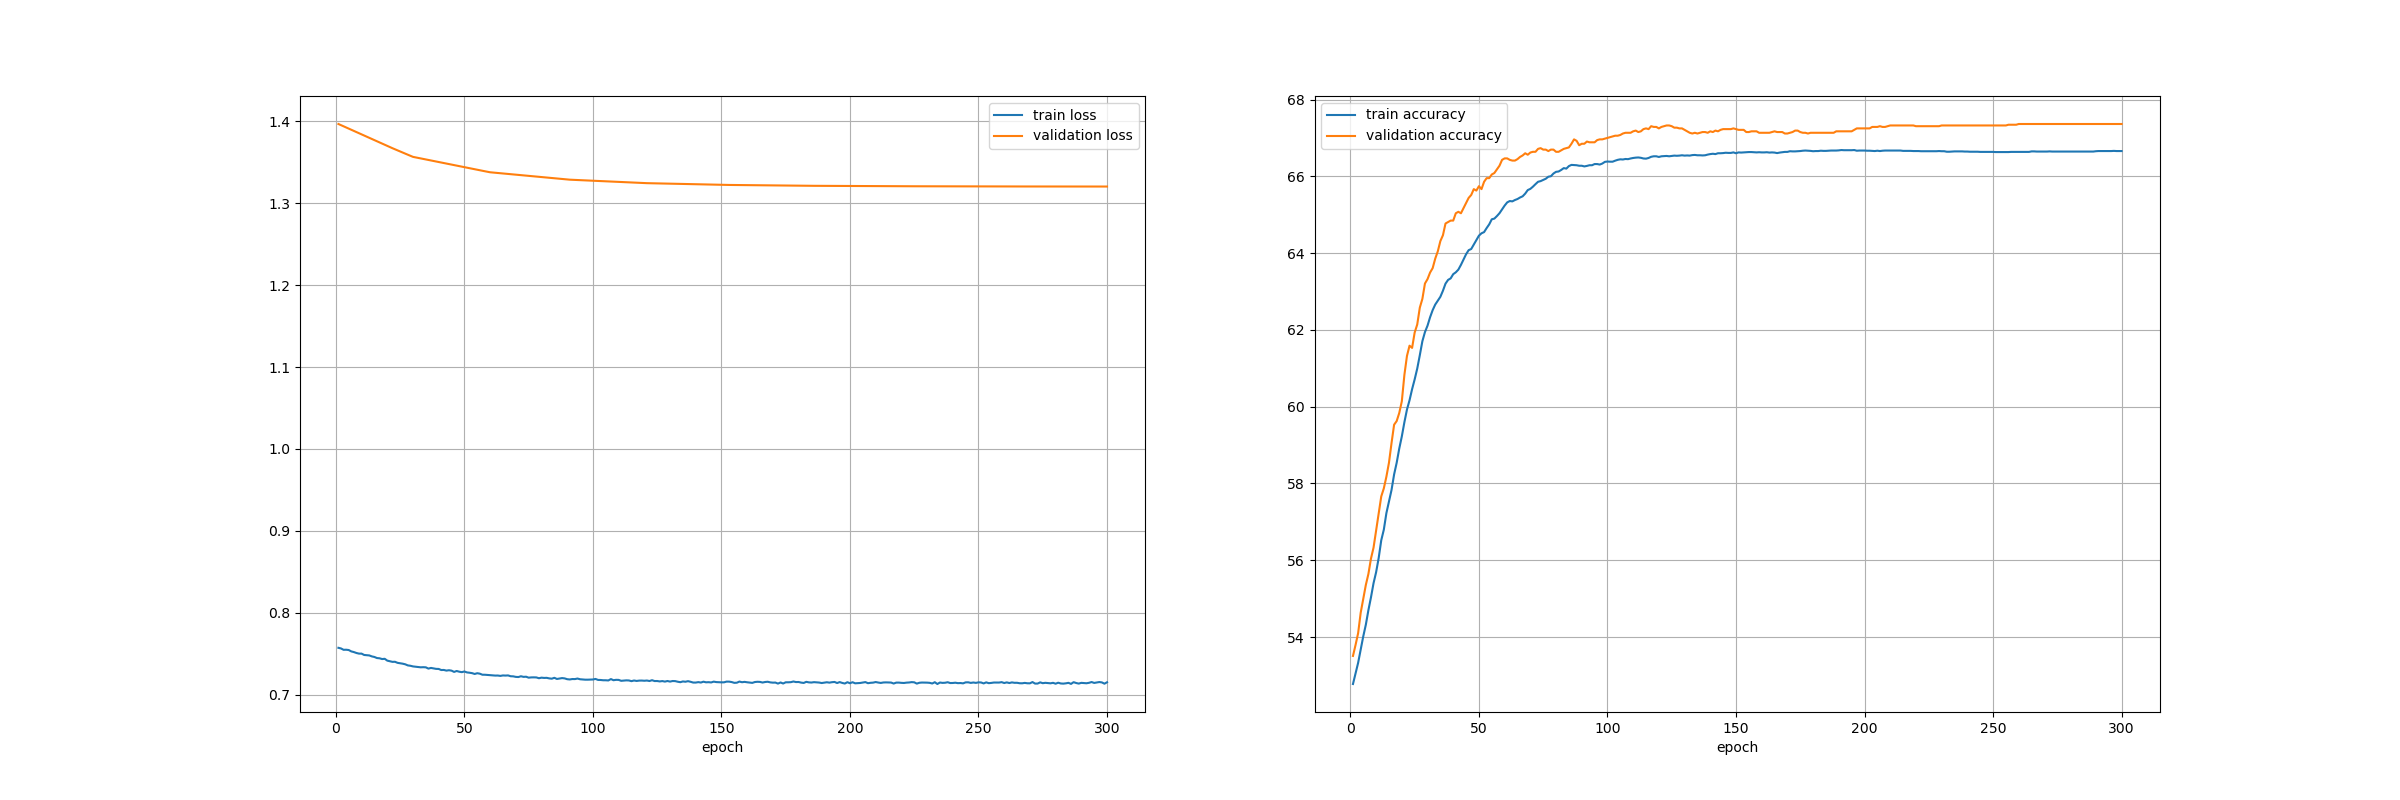 train loss
validation loss
1.4
1.3
1.2
1.1
1.0
0.9
0.8
0.7
0 50 100 150 200 250 300
epoch
train accuracy
validation accuracy
68
66
64
62
60
58
56
54
0 50 100 150 200 250 300
epoch